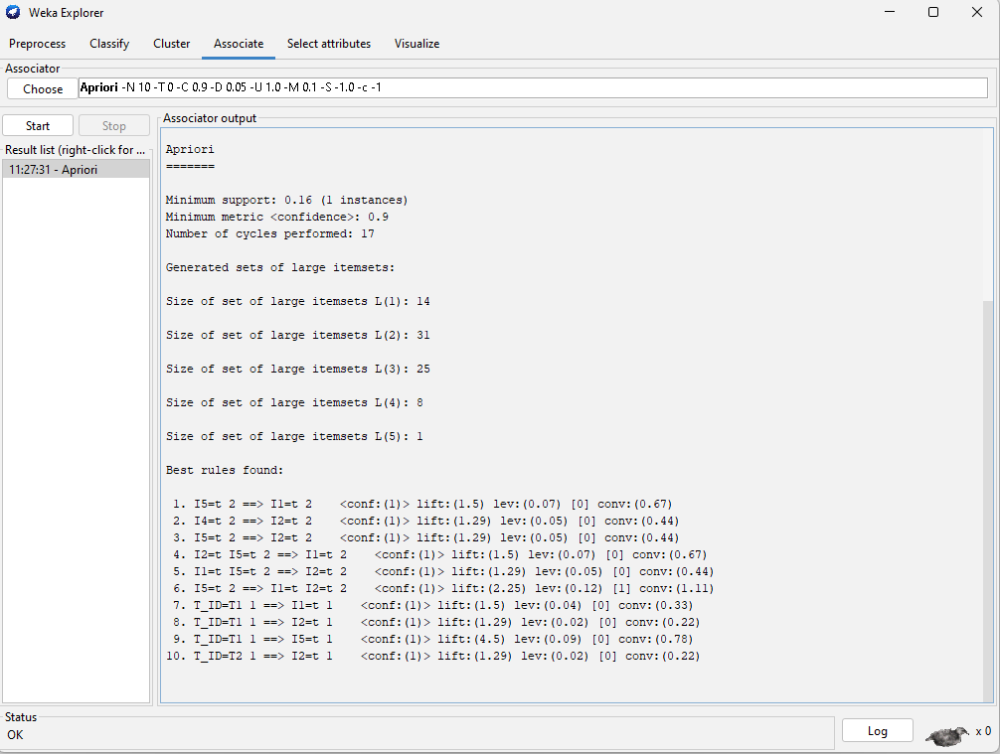 Weka Explorer
Preprocess Classify Cluster Associate Select attributes Visualize
Associator
Choose Apriori -N 10 -T 0 -C 0.9 -D 0.05 -U 1.0 -M 0.1 -S -1.0 -c -1
Start Stop
Result list (right-click for ...
11:27:31 - Apriori
Associator output
Apriori
=======
Minimum support: 0.16 (1 instances)
Minimum metric <confidence>: 0.9
Number of cycles performed: 17
Generated sets of large itemsets:
Size of set of large itemsets L(1): 14
Size of set of large itemsets L(2): 31
Size of set of large itemsets L(3): 25
Size of set of large itemsets L(4): 8
Size of set of large itemsets L(5): 1
Best rules found:
1. I5=t 2 ==> I1=t 2    <conf:(1)> lift:(1.5) lev:(0.07) [0] conv:(0.67)
2. I4=t 2 ==> I2=t 2    <conf:(1)> lift:(1.29) lev:(0.05) [0] conv:(0.44)
3. I5=t 2 ==> I2=t 2    <conf:(1)> lift:(1.29) lev:(0.05) [0] conv:(0.44)
4. I2=t I5=t 2 ==> I1=t 2    <conf:(1)> lift:(1.5) lev:(0.07) [0] conv:(0.67)
5. I1=t I5=t 2 ==> I2=t 2    <conf:(1)> lift:(1.29) lev:(0.05) [0] conv:(0.44)
6. I5=t 2 ==> I1=t I2=t 2    <conf:(1)> lift:(2.25) lev:(0.12) [1] conv:(1.11)
7. T_ID=T1 1 ==> I1=t 1    <conf:(1)> lift:(1.5) lev:(0.04) [0] conv:(0.33)
8. T_ID=T1 1 ==> I2=t 1    <conf:(1)> lift:(1.29) lev:(0.02) [0] conv:(0.22)
9. T_ID=T1 1 ==> I5=t 1    <conf:(1)> lift:(4.5) lev:(0.09) [0] conv:(0.78)
10. T_ID=T2 1 ==> I2=t 1    <conf:(1)> lift:(1.29) lev:(0.02) [0] conv:(0.22)
Status
OK
Log
x 0